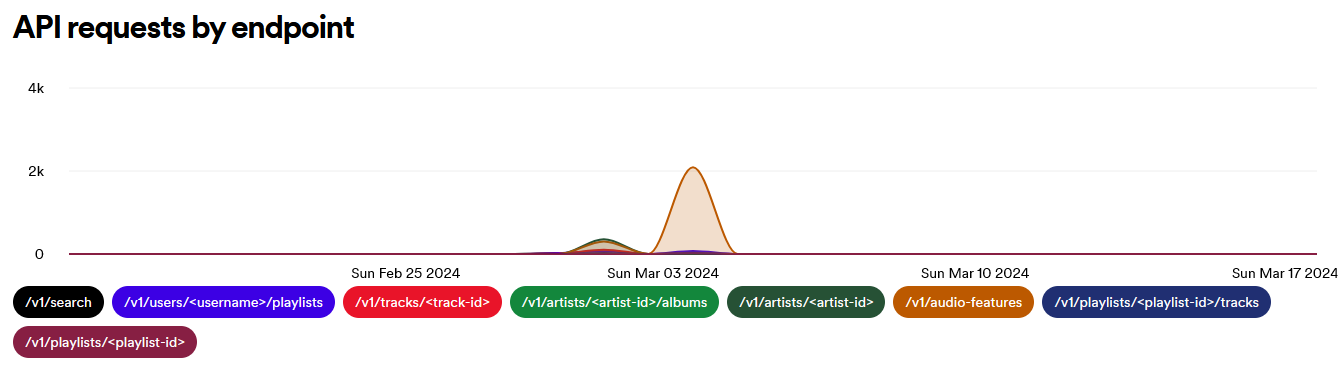 API requests by endpoint
4k
2k
0
Sun Feb 25 2024 Sun Mar 03 2024 Sun Mar 10 2024 Sun Mar 17 2024
/v1/search /v1/users/<username>/playlists /v1/tracks/<track-id> /v1/artists/<artist-id>/albums /v1/artists/<artist-id> /v1/audio-features /v1/playlists/<playlist-id>/tracks
/v1/playlists/<playlist-id>